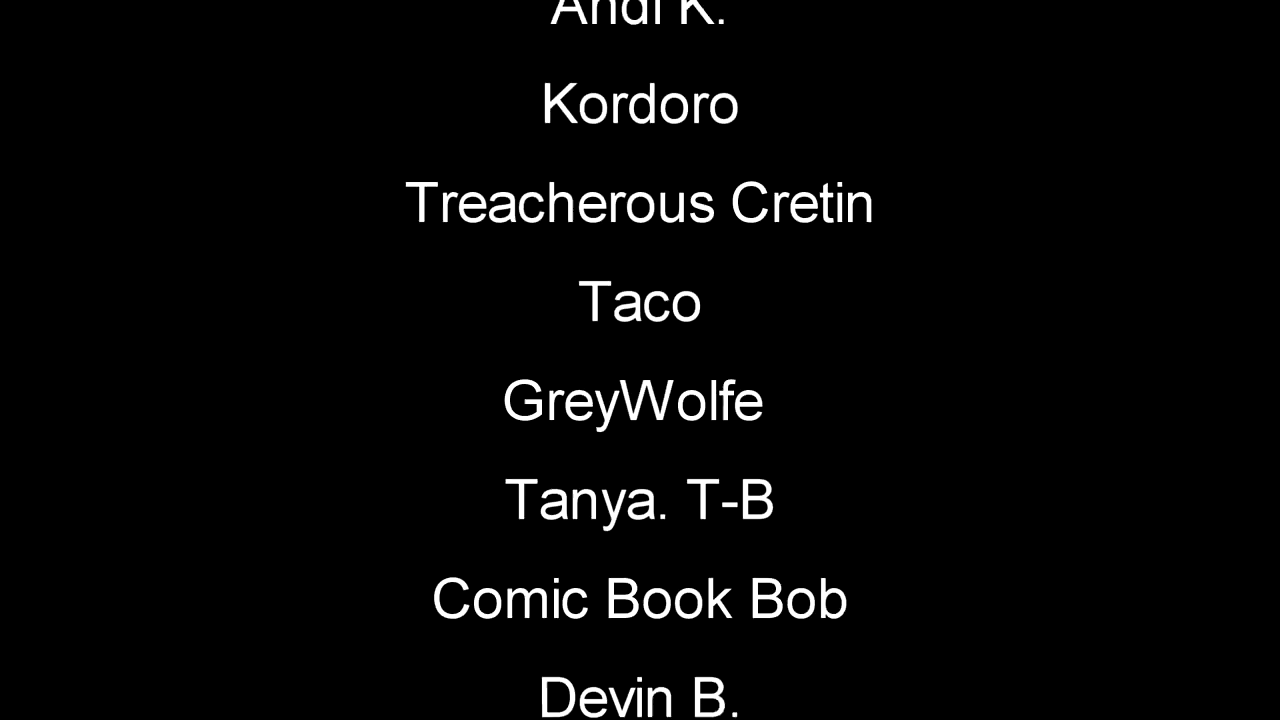 Andi K.
Kordoro
Treacherous Cretin
Taco
GreyWolfe
Tanya. T-B
Comic Book Bob
Devin B.